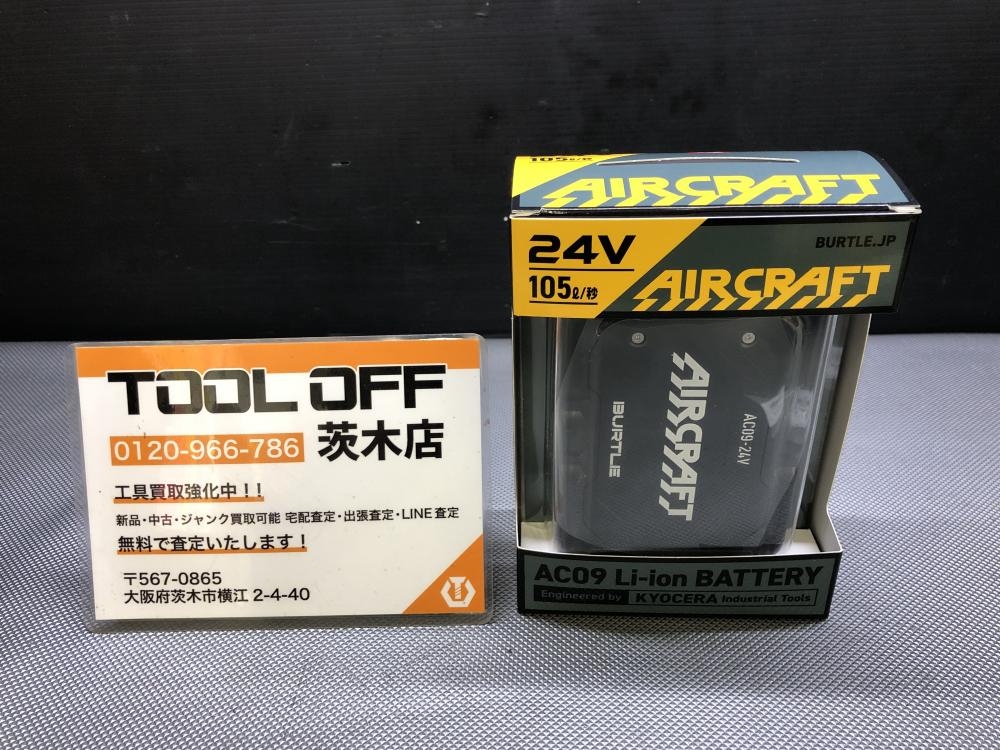 TOOL OFF
0120-966-786 茨木店
工具買取強化中！！
新品・中古・ジャンク買取可能 宅配査定・出張査定・LINE査定
無料で査定いたします！
〒567-0865
大阪府茨木市横江 2-4-40
105ℓ/秒
AIRCRAFT
24V
105ℓ/秒
BURTLE.JP
AIRCRAFT
AIRCRAFT
BURTLE
AC09-24V
AC09 Li-ion BATTERY
Engineered by KYOCERA Industrial Tools